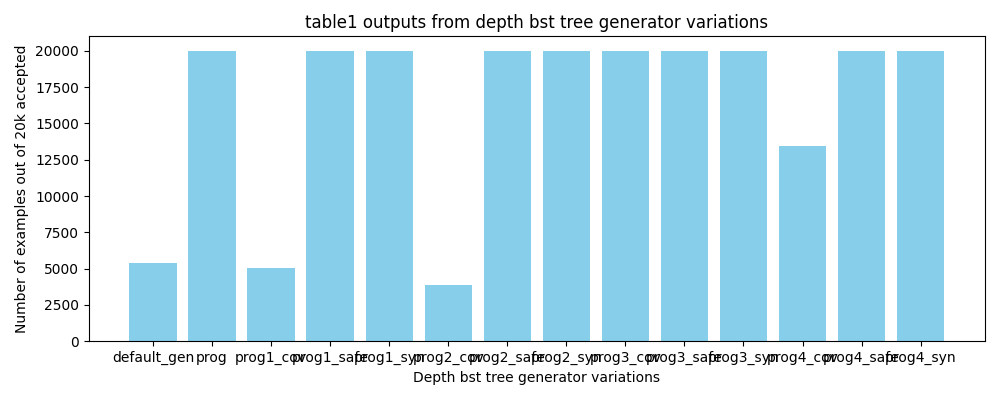 table1 outputs from depth bst tree generator variations
Number of examples out of 20k accepted
20000
17500
15000
12500
10000
7500
5000
2500
0
default_gen prog prog1_cov prog1_safe prog1_syn prog2_cov prog2_safe prog2_syn prog3_cov prog3_safe prog3_syn prog4_cov prog4_safe prog4_syn
Depth bst tree generator variations